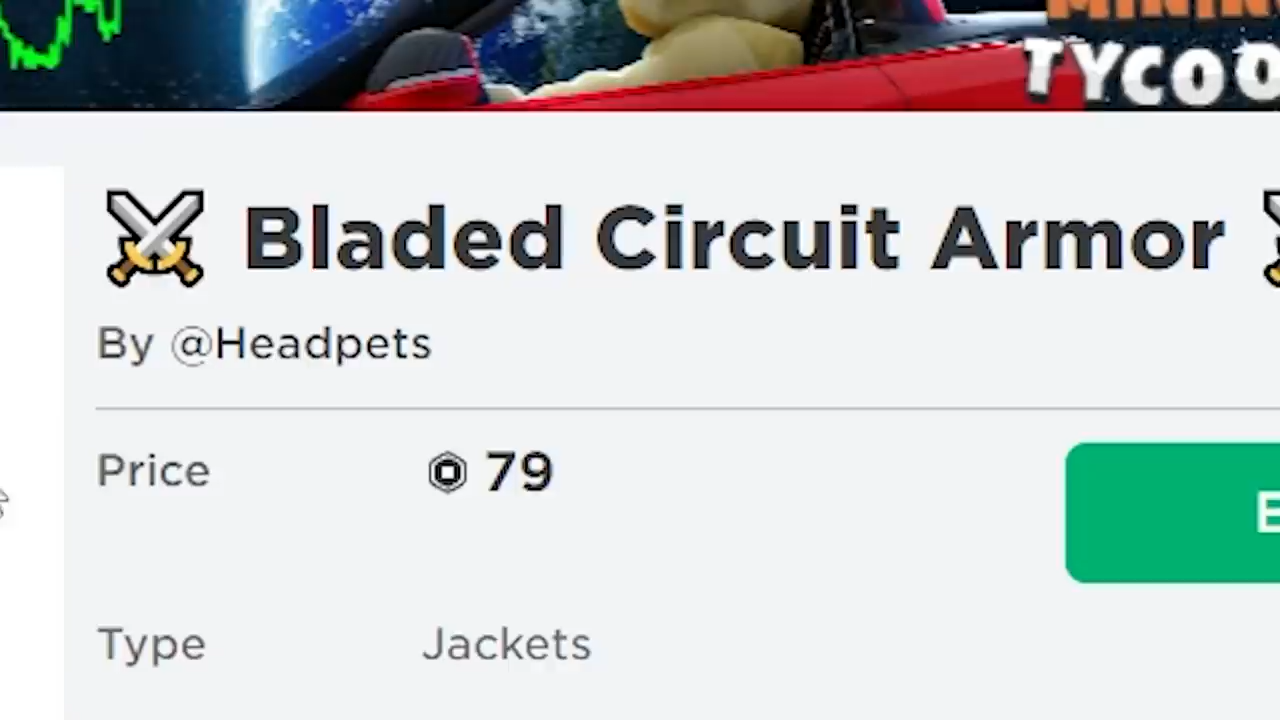 TYCOO
⚔️ Bladed Circuit Armor
By @Headpets
Price 79
Type Jackets